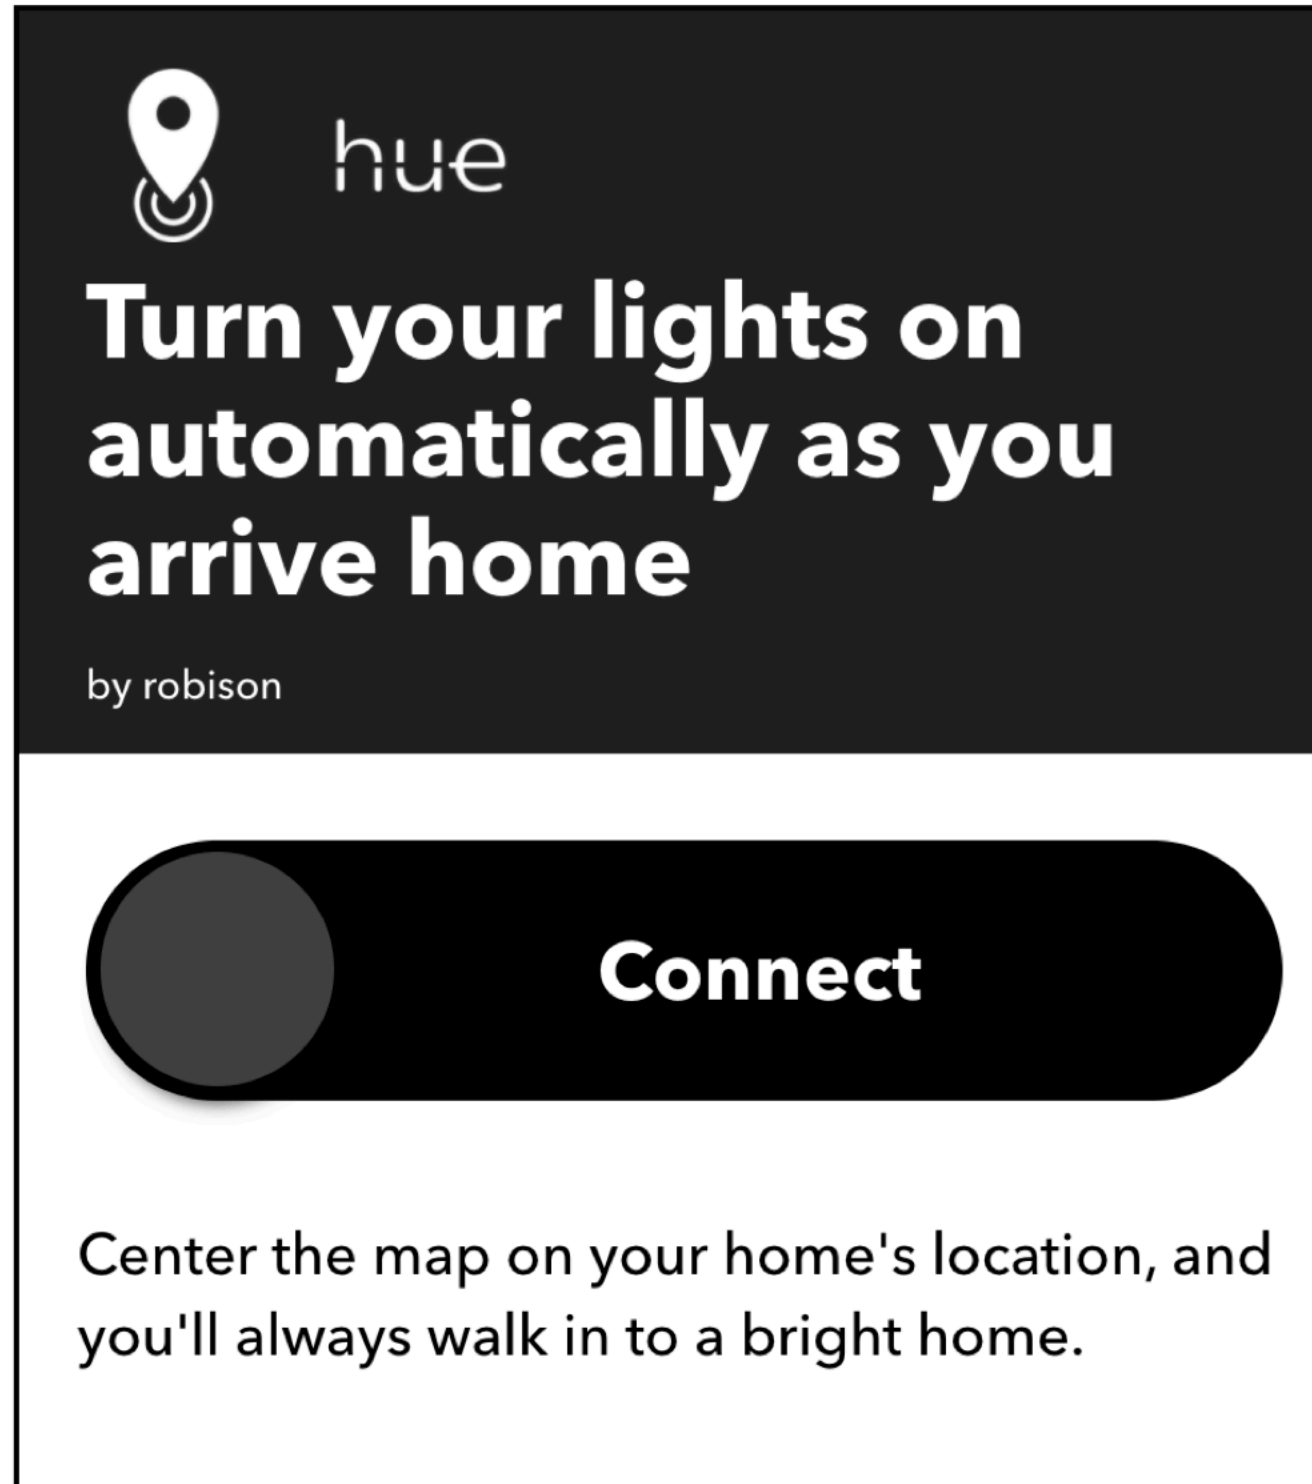 hue
Turn your lights on
automatically as you
arrive home
by robison
Connect
Center the map on your home's location, and
you'll always walk in to a bright home.